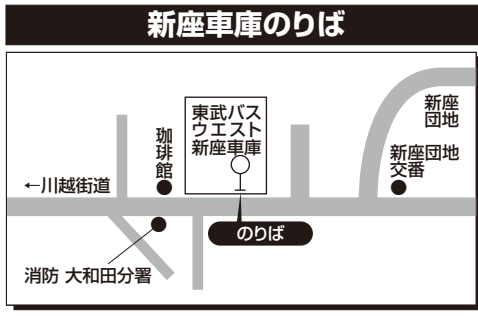 新座車庫のりば
東武バス
ウエスト
新座車庫
珈琲館
新座
団地
新座団地
交番
←川越街道
のりば
消防 大和田分署